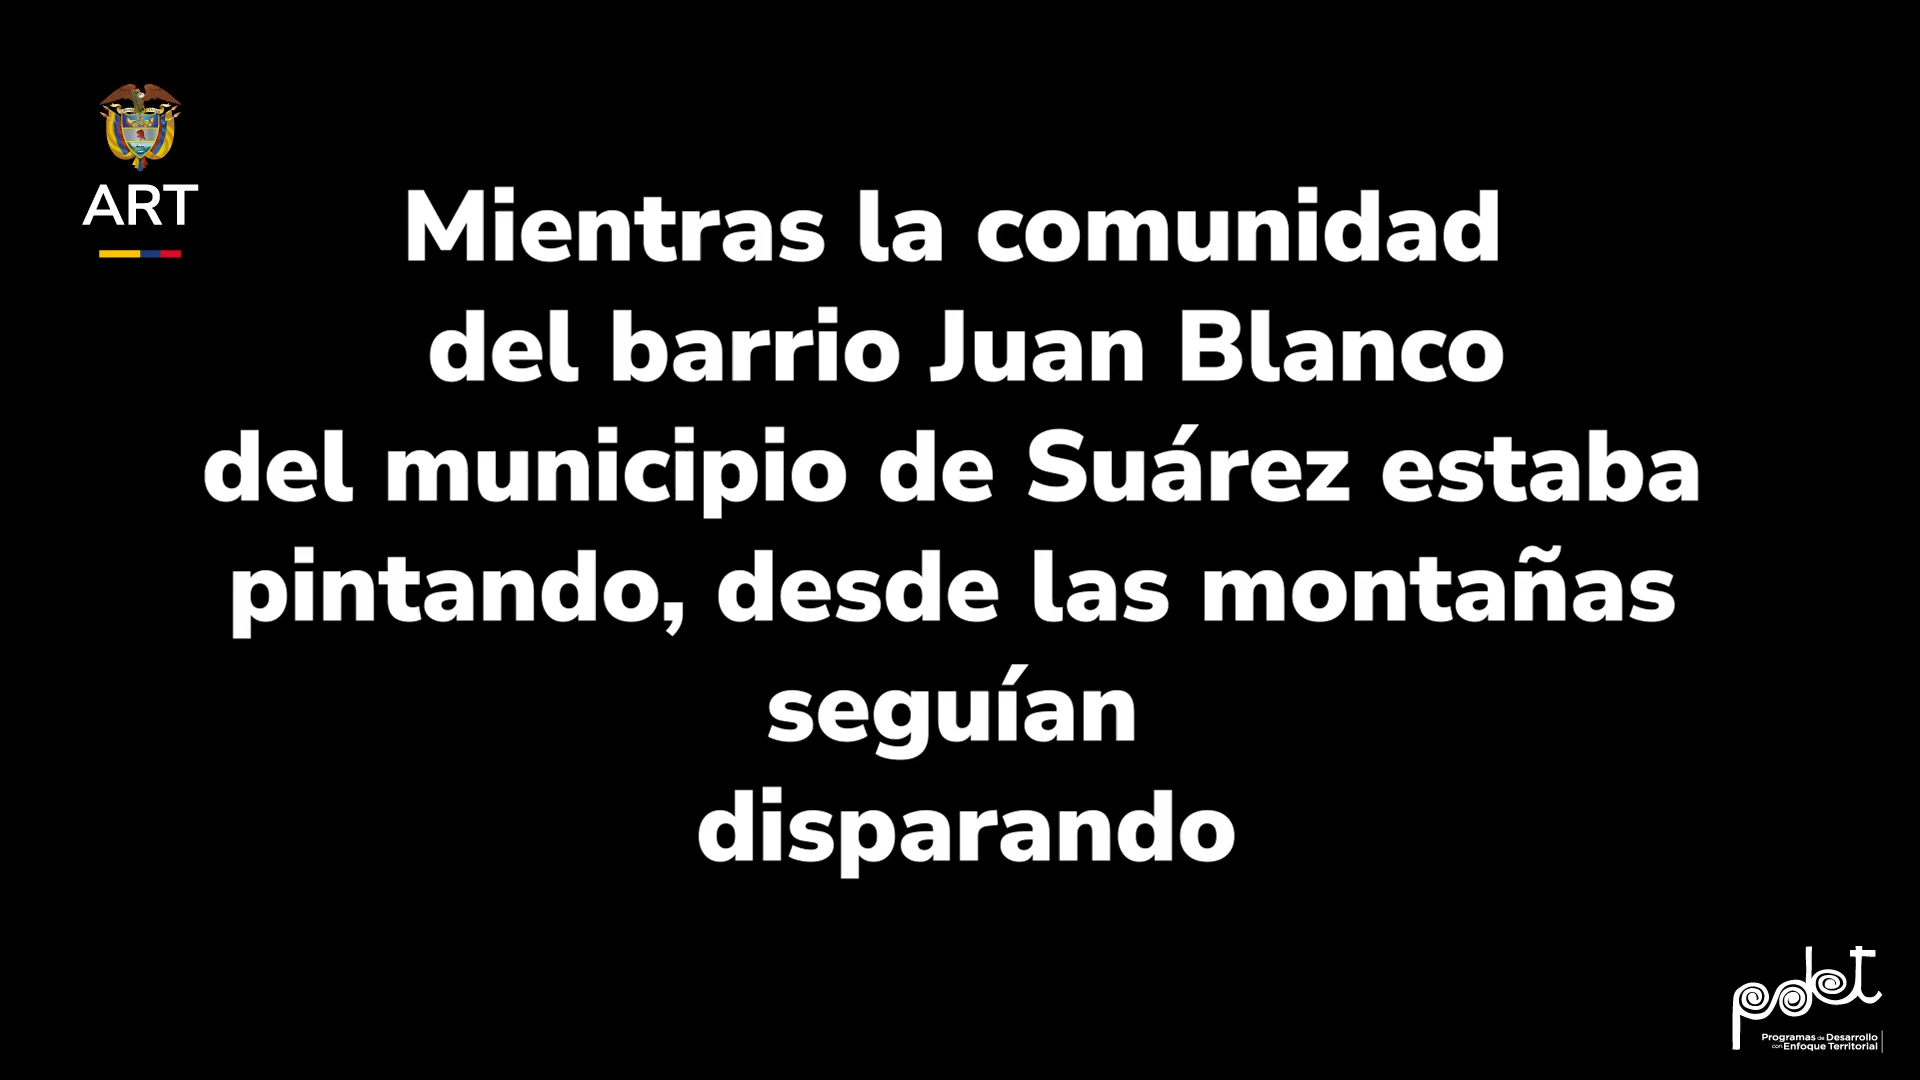 ART
Mientras la comunidad
del barrio Juan Blanco
del municipio de Suárez estaba
pintando, desde las montañas
seguían
disparando
pdet
Programas de Desarrollo
con Enfoque Territorial